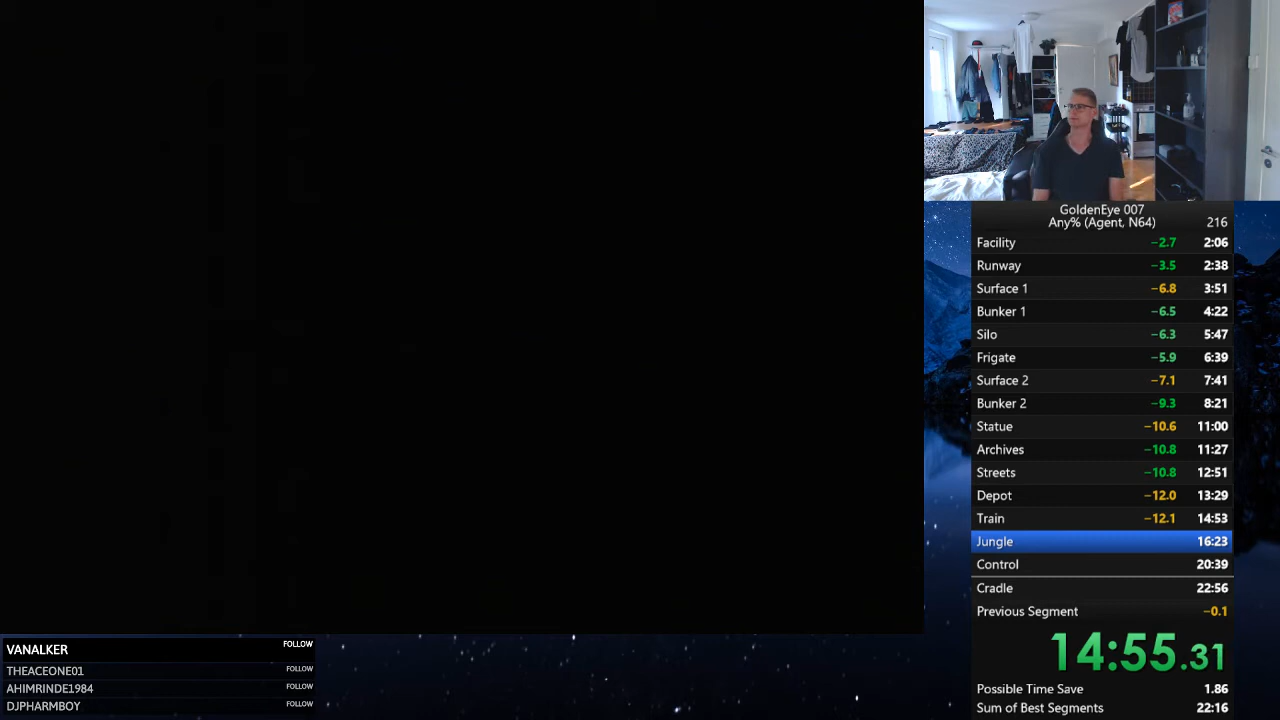 GoldenEye 007
Any% (Agent, N64) 216
Facility −2.7 2:06
Runway −3.5 2:38
Surface 1 −6.8 3:51
Bunker 1 −6.5 4:22
Silo −6.3 5:47
Frigate −5.9 6:39
Surface 2 −7.1 7:41
Bunker 2 −9.3 8:21
Statue −10.6 11:00
Archives −10.8 11:27
Streets −10.8 12:51
Depot −12.0 13:29
Train −12.1 14:53
Jungle 16:23
Control 20:39
Cradle 22:56
Previous Segment −0.1
14:55.31
Possible Time Save 1.86
Sum of Best Segments 22:16
VANALKER FOLLOW
THEACEONE01 FOLLOW
AHIMRINDE1984 FOLLOW
DJPHARMBOY FOLLOW